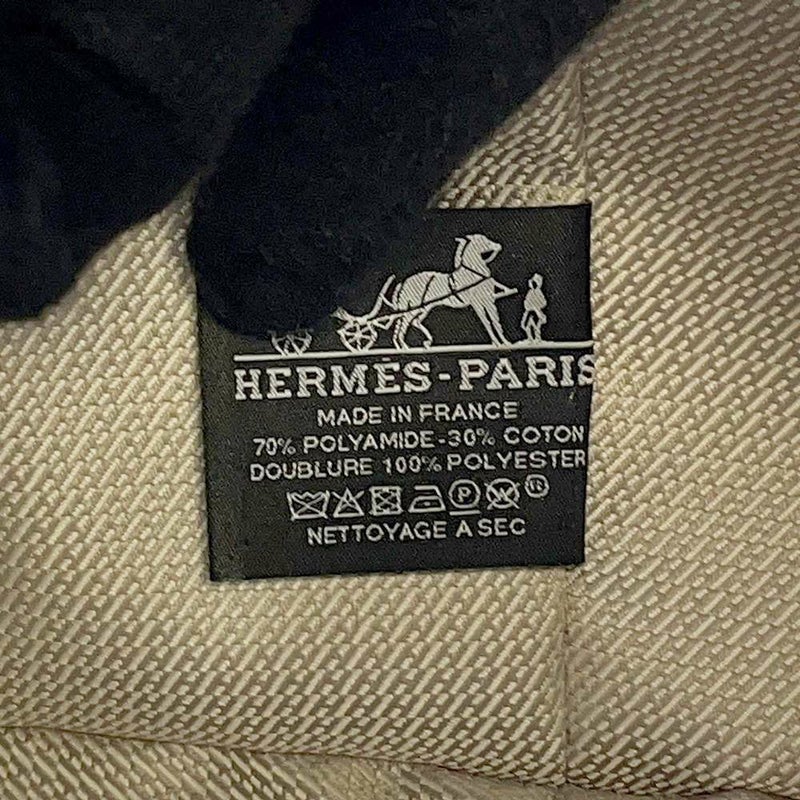 HERMÈS-PARIS
MADE IN FRANCE
70% POLYAMIDE-30% COTON
DOUBLURE 100% POLYESTER
P W
NETTOYAGE A SEC